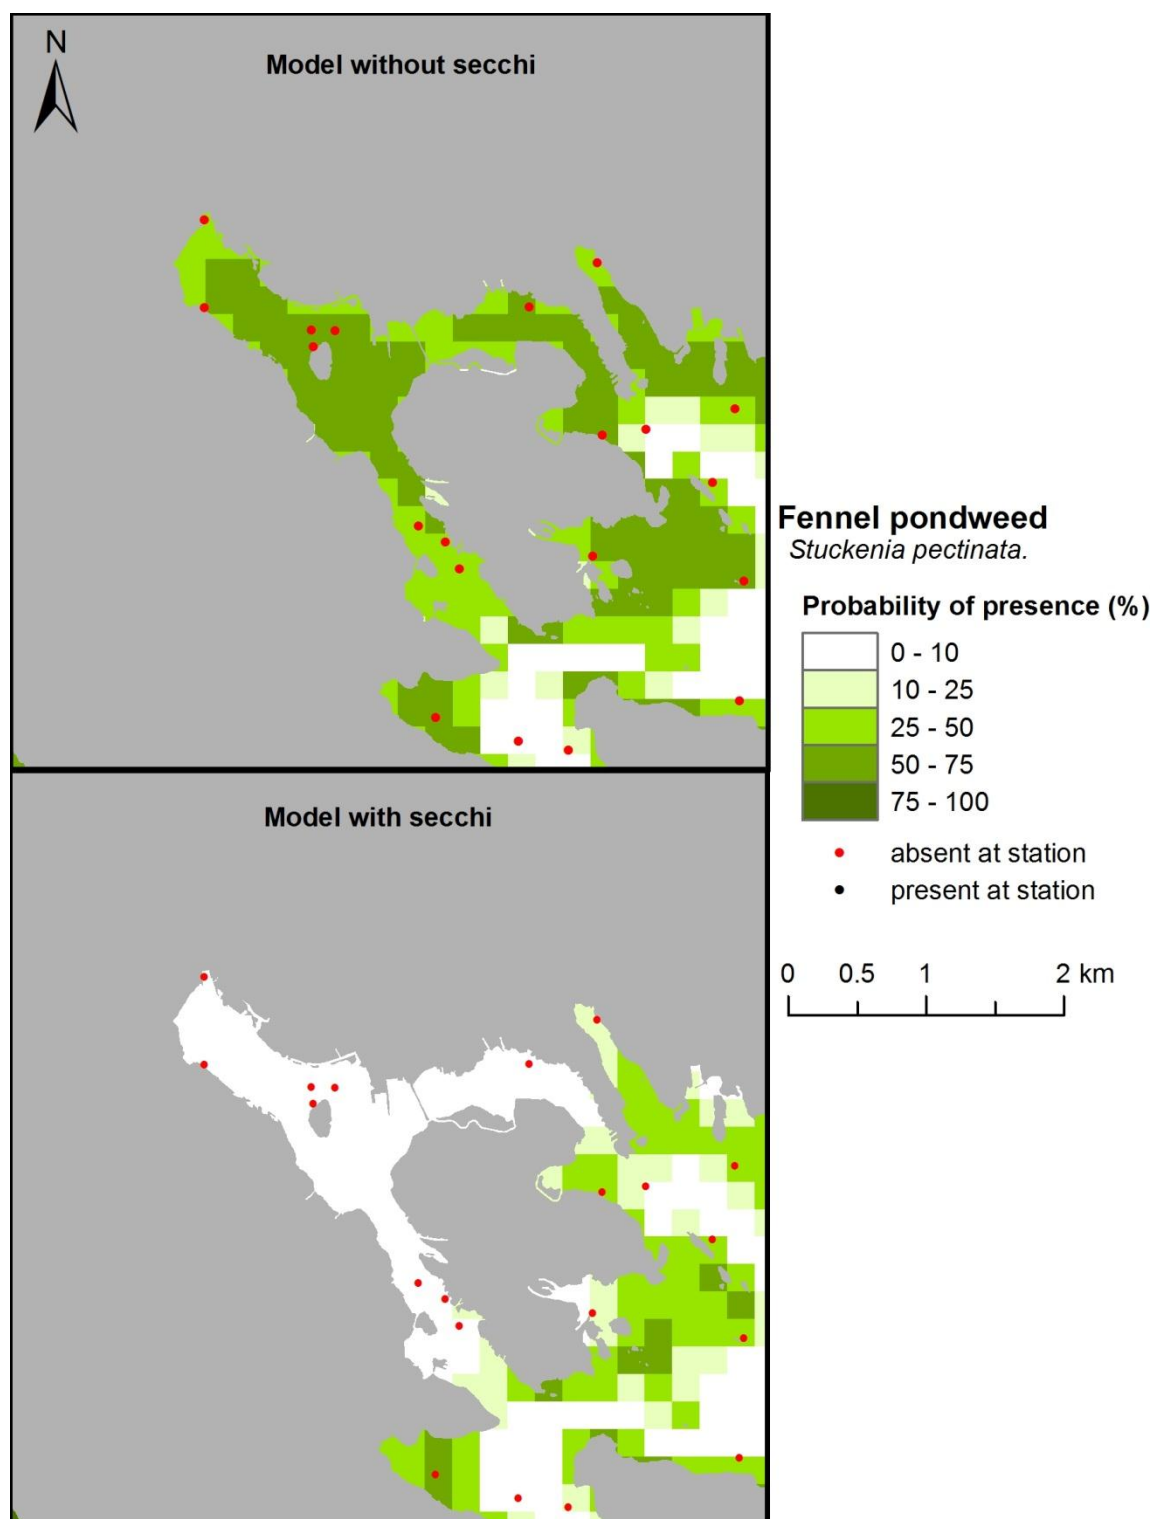 N
Model without secchi
Fennel pondweed
Stuckenia pectinata.
Probability of presence (%)
0 - 10
10 - 25
25 - 50
50 - 75
75 - 100
absent at station
present at station
Model with secchi
0 0.5 1 2 km